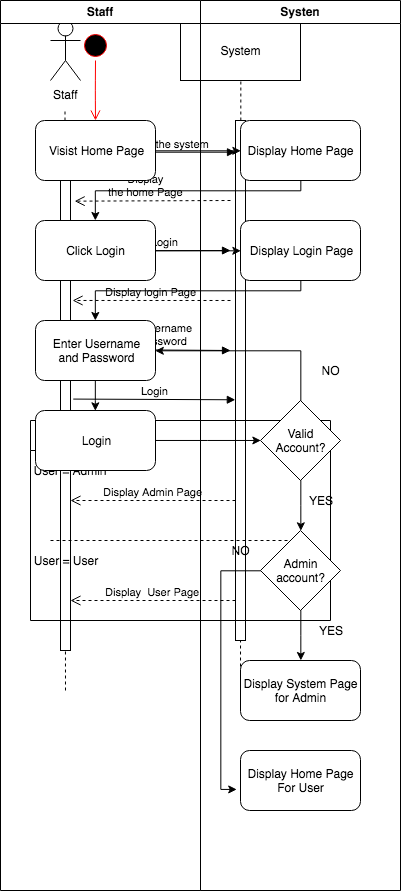 Staff
Systen
System
Staff
Visist Home Page
the system
Display Home Page
Display
the home Page
Click Login
Login
Display Login Page
Display login Page
Enter Username
and Password
NO
Login
Login
Valid
Account?
User = Admin
Display Admin Page
YES
NO
User = User
Admin
account?
Display  User Page
YES
Display System Page
for Admin
Display Home Page
For User